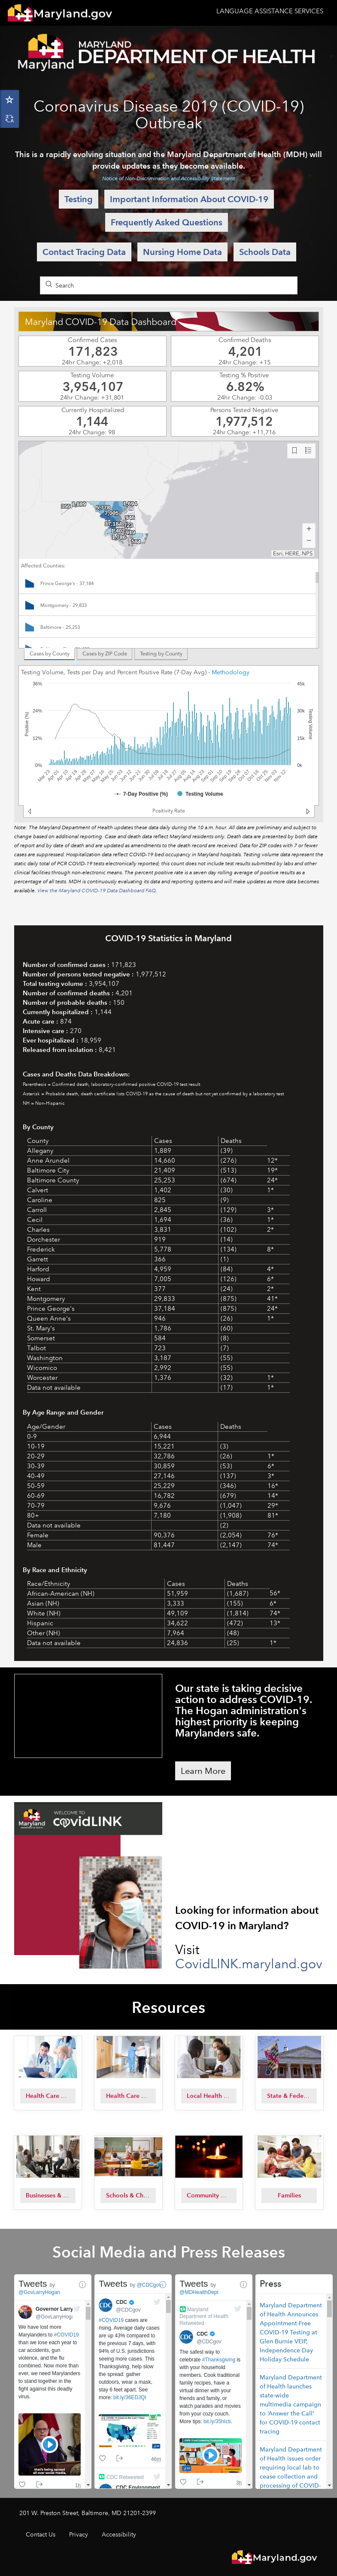 Maryland.gov
LANGUAGE ASSISTANCE SERVICES
Maryland
MARYLAND
DEPARTMENT OF HEALTH
Coronavirus Disease 2019 (COVID-19)
Outbreak
This is a rapidly evolving situation and the Maryland Department of Health (MDH) will
provide updates as they become available.
Notice of Non-Discrimination and Accessibility Statement
Testing
Important Information About COVID-19
Frequently Asked Questions
Contact Tracing Data
Nursing Home Data
Schools Data
Search
Maryland COVID-19 Data Dashboard
Confirmed Cases
171,823
24hr Change: +2,018
Confirmed Deaths
4,201
24hr Change: +15
Testing Volume
3,954,107
24hr Change: +31,801
Testing % Positive
6.82%
24hr Change: -0.03
Currently Hospitalized
1,144
24hr Change: 98
Persons Tested Negative
1,977,512
24hr Change: +11,716
Esri, HERE, NPS
Affected Counties:
Prince George's - 37,184
Montgomery - 29,833
Baltimore - 25,253
Cases by County
Cases by ZIP Code
Testing by County
Testing Volume, Tests per Day and Percent Positive Rate (7-Day Avg) - Methodology
36%
24%
12%
0%
45k
30k
15k
0k
Positive (%)
Testing Volume
7-Day Positive (%)
Testing Volume
Positivity Rate
Note: The Maryland Department of Health updates these data daily during the 10 a.m. hour. All data are preliminary and subject to
change based on additional reporting. Case and death data reflect Maryland residents only. Death data are presented by both date
of report and by date of death and are updated as amendments to the death record are received. Data for ZIP codes with 7 or fewer
cases are suppressed. Hospitalization data reflect COVID-19 bed occupancy in Maryland hospitals. Testing volume data represent the
static daily total of PCR COVID-19 tests electronically reported; this count does not include test results submitted by labs and other
clinical facilities through non-electronic means. The percent positive rate is a seven day rolling average of positive results as a
percentage of all tests. MDH is continuously evaluating its data and reporting systems and will make updates as more data becomes
available. View the Maryland COVID-19 Data Dashboard FAQ.
COVID-19 Statistics in Maryland
Number of confirmed cases : 171,823
Number of persons tested negative : 1,977,512
Total testing volume : 3,954,107
Number of confirmed deaths : 4,201
Number of probable deaths : 150
Currently hospitalized : 1,144
Acute care : 874
Intensive care : 270
Ever hospitalized : 18,959
Released from isolation : 8,421
Cases and Deaths Data Breakdown:
Parenthesis = Confirmed death, laboratory-confirmed positive COVID-19 test result
Asterisk = Probable death, death certificate lists COVID-19 as the cause of death but not yet confirmed by a laboratory test
NH = Non-Hispanic
By County
County Cases Deaths
Allegany 1,889 (39)
Anne Arundel 14,660 (276) 12*
Baltimore City 21,409 (513) 19*
Baltimore County 25,253 (674) 24*
Calvert 1,402 (30) 1*
Caroline 825 (9)
Carroll 2,845 (129) 3*
Cecil 1,694 (36) 1*
Charles 3,831 (102) 2*
Dorchester 919 (14)
Frederick 5,778 (134) 8*
Garrett 366 (1)
Harford 4,959 (84) 4*
Howard 7,005 (126) 6*
Kent 377 (24) 2*
Montgomery 29,833 (875) 41*
Prince George's 37,184 (875) 24*
Queen Anne's 946 (26) 1*
St. Mary's 1,786 (60)
Somerset 584 (8)
Talbot 723 (7)
Washington 3,187 (55)
Wicomico 2,992 (55)
Worcester 1,376 (32) 1*
Data not available (17) 1*
By Age Range and Gender
Age/Gender Cases Deaths
0-9 6,944
10-19 15,221 (3)
20-29 32,786 (26) 1*
30-39 30,859 (53) 6*
40-49 27,146 (137) 3*
50-59 25,229 (346) 16*
60-69 16,782 (679) 14*
70-79 9,676 (1,047) 29*
80+ 7,180 (1,908) 81*
Data not available (2)
Female 90,376 (2,054) 76*
Male 81,447 (2,147) 74*
By Race and Ethnicity
Race/Ethnicity Cases Deaths
African-American (NH) 51,959 (1,687) 56*
Asian (NH) 3,333 (155) 6*
White (NH) 49,109 (1,814) 74*
Hispanic 34,622 (472) 13*
Other (NH) 7,964 (48)
Data not available 24,836 (25) 1*
Our state is taking decisive
action to address COVID-19.
The Hogan administration's
highest priority is keeping
Marylanders safe.
Learn More
Maryland
WELCOME TO
covidLINK
Looking for information about
COVID-19 in Maryland?
Visit
CovidLINK.maryland.gov
Resources
Health Care ...
Health Care ...
Local Health ...
State & Fede...
Businesses & ...
Schools & Ch...
Community ...
Families
Social Media and Press Releases
Tweets by
@GovLarryHogan
Governor Larry
@GovLarryHoga
We have lost more
Marylanders to #COVID19
than we lose each year to
car accidents, gun
violence, and the flu
combined. Now more than
ever, we need Marylanders
to stand together in the
fight against this deadly
virus.
1h
Tweets by @CDCgov
CDC
@CDCgov
#COVID19 cases are
rising. Average daily cases
are up 43% compared to
the previous 7 days, with
94% of U.S. jurisdictions
seeing more cases. This
Thanksgiving, help slow
the spread: gather
outdoors, wear a mask,
stay 6 feet apart. See
more: bit.ly/36EDJQi
46m
CDC Retweeted
CDC Environment
Tweets by
@MDHealthDept
Maryland
Department of Health
Retweeted
CDC
@CDCgov
The safest way to
celebrate #Thanksgiving is
with your household
members. Cook traditional
family recipes, have a
virtual dinner with your
friends and family, or
watch parades and movies
from your cozy couch.
More tips: bit.ly/35hIcti.
Press
Maryland Department
of Health Announces
Appointment-Free
COVID-19 Testing at
Glen Burnie VEIP,
Independence Day
Holiday Schedule
Maryland Department
of Health launches
state-wide
multimedia campaign
to 'Answer the Call'
for COVID-19 contact
tracing
Maryland Department
of Health issues order
requiring local lab to
cease collection and
processing of COVID-
201 W. Preston Street, Baltimore, MD 21201-2399
Contact Us
Privacy
Accessibility
Maryland.gov